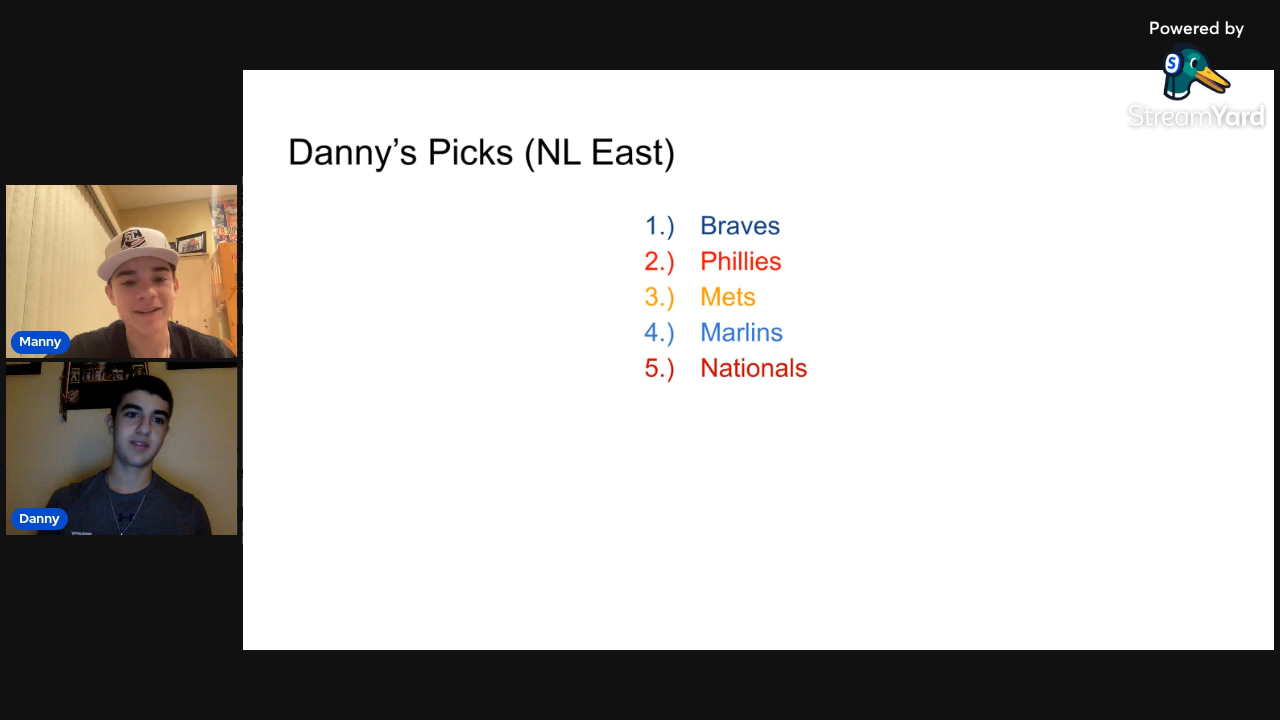 Powered by
StreamYard
Danny's Picks (NL East)
1.) Braves
2.) Phillies
3.) Mets
4.) Marlins
5.) Nationals
Manny
Danny